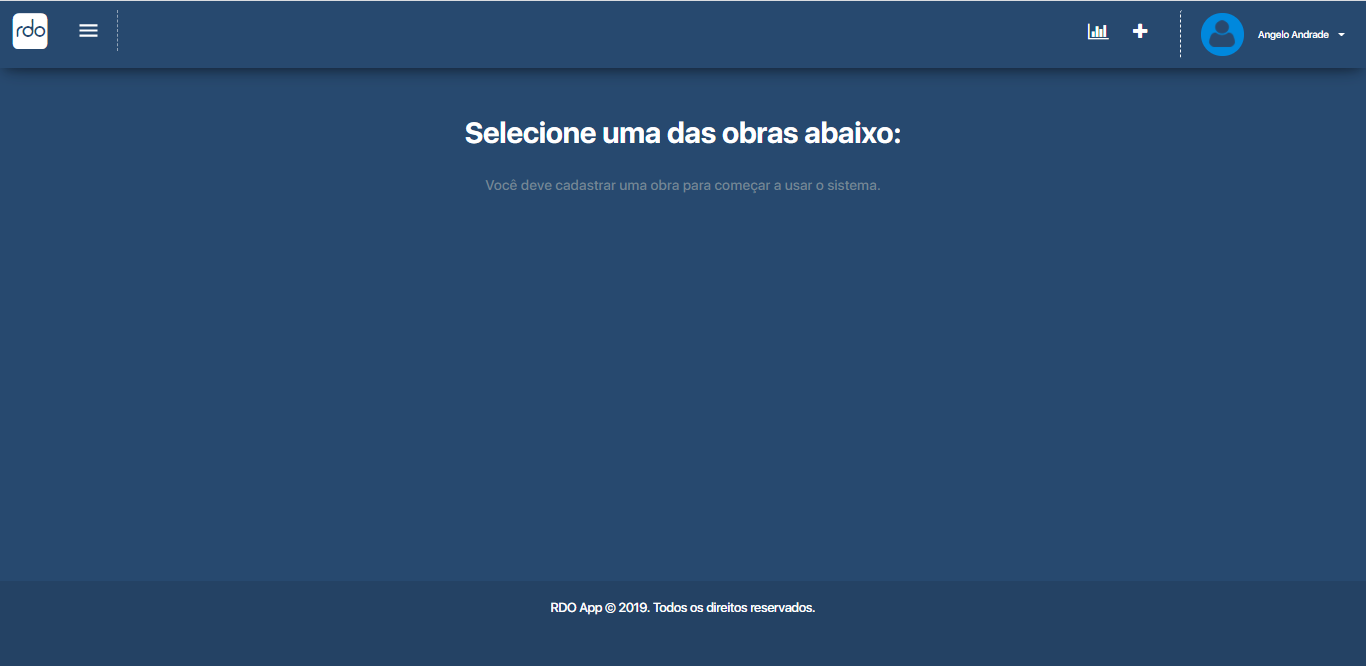 rdo
Angelo Andrade
Selecione uma das obras abaixo:
Você deve cadastrar uma obra para começar a usar o sistema.
RDO App © 2019. Todos os direitos reservados.